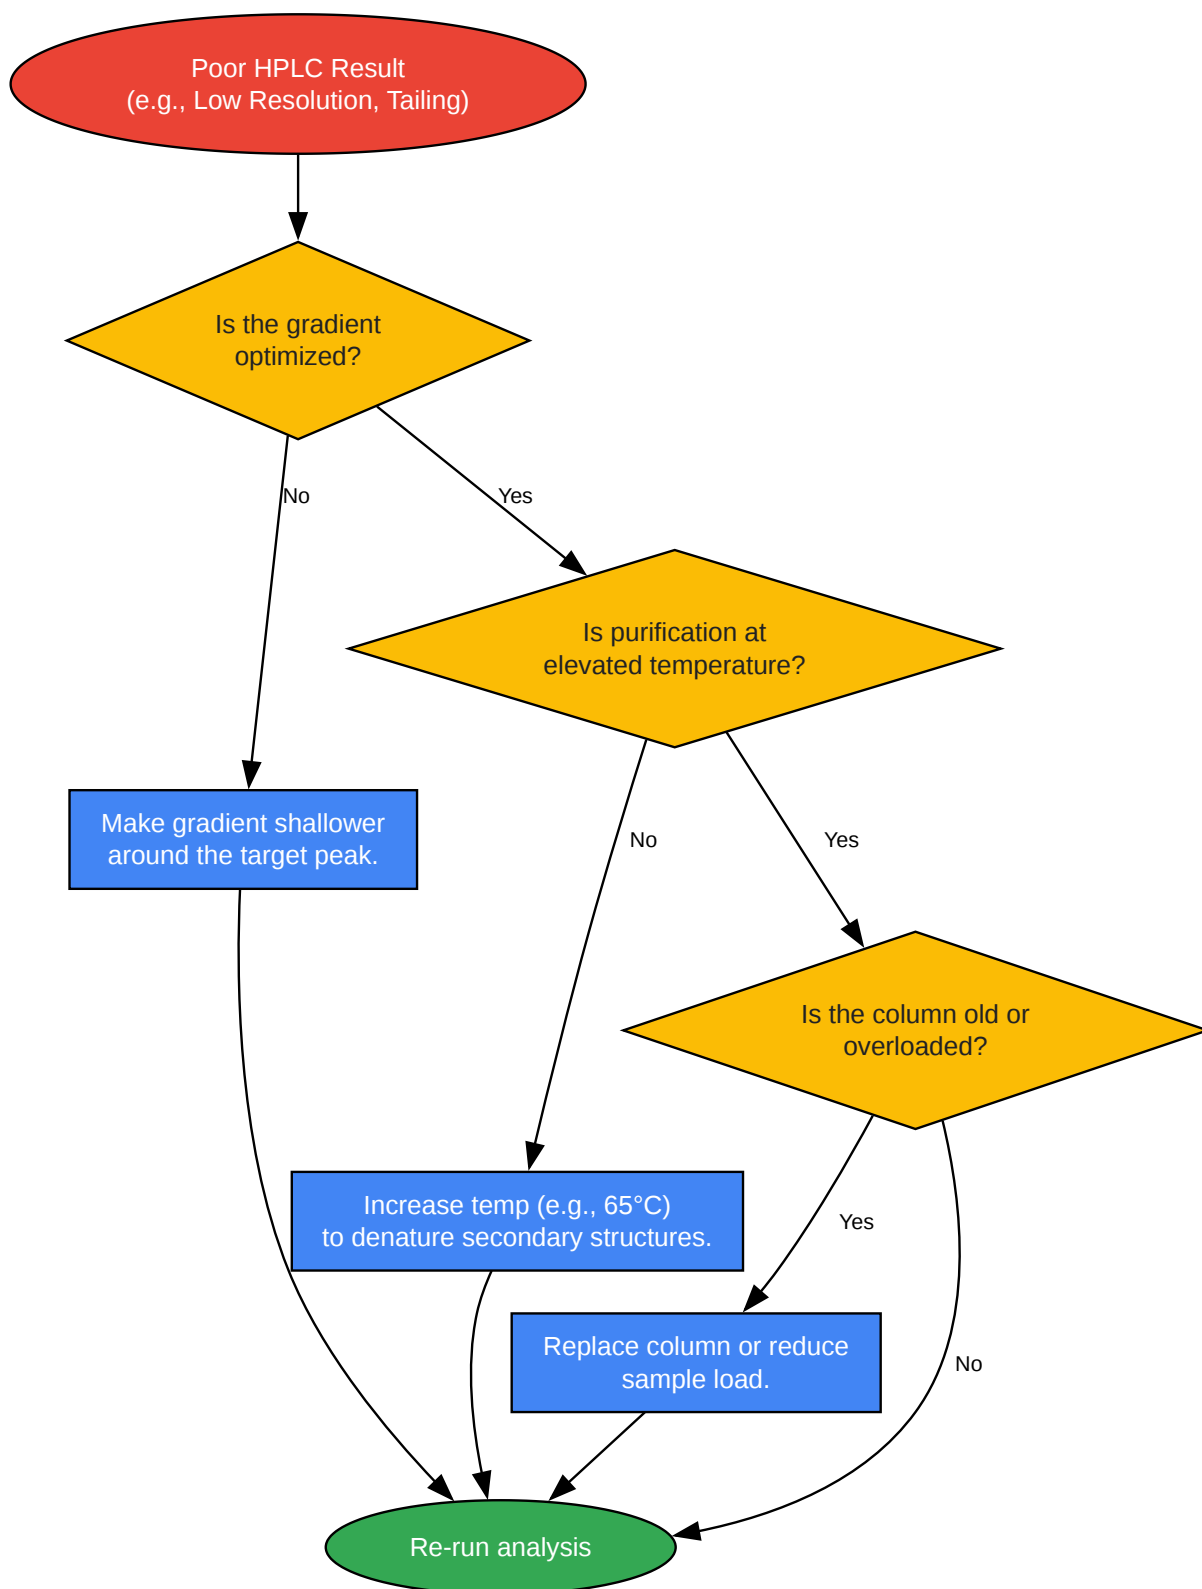 Poor HPLC Result
(e.g., Low Resolution, Tailing)
Is the gradient
optimized?
No
Yes
Is purification at
elevated temperature?
Make gradient shallower
around the target peak.
No
Yes
Is the column old or
overloaded?
Increase temp (e.g., 65°C)
to denature secondary structures.
Yes
Replace column or reduce
sample load.
No
Re-run analysis